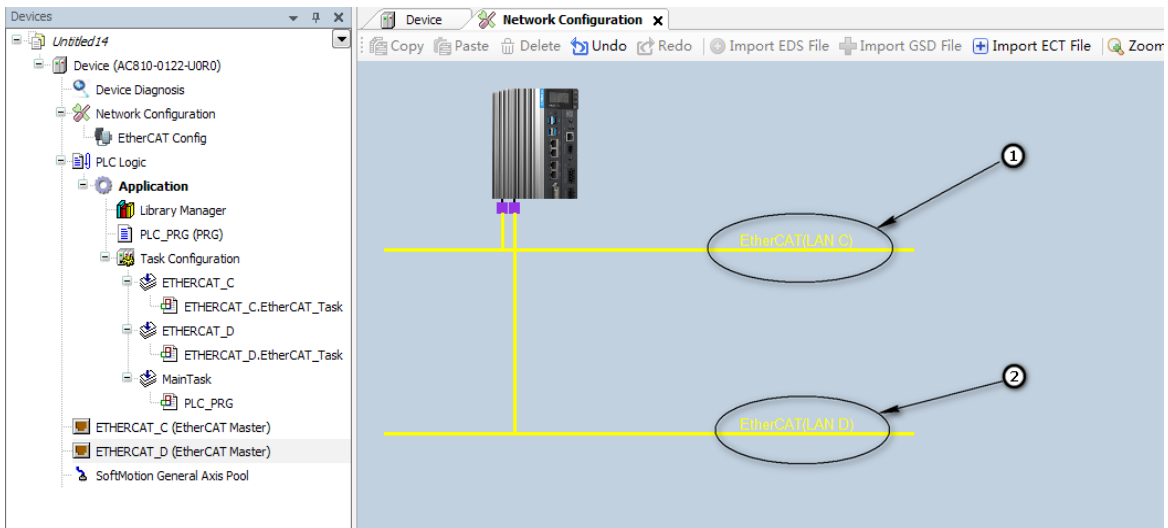 Devices
Device
Network Configuration
Copy Paste Delete Undo Redo Import EDS File Import GSD File Import ECT File Zoom
Untitled14
Device (AC810-0122-U0R0)
Device Diagnosis
Network Configuration
EtherCAT Config
PLC Logic
Application
Library Manager
PLC_PRG (PRG)
Task Configuration
ETHERCAT_C
ETHERCAT_C.EtherCAT_Task
ETHERCAT_D
ETHERCAT_D.EtherCAT_Task
MainTask
PLC_PRG
ETHERCAT_C (EtherCAT Master)
ETHERCAT_D (EtherCAT Master)
SoftMotion General Axis Pool
1
EtherCAT(LAN C)
2
EtherCAT(LAN D)